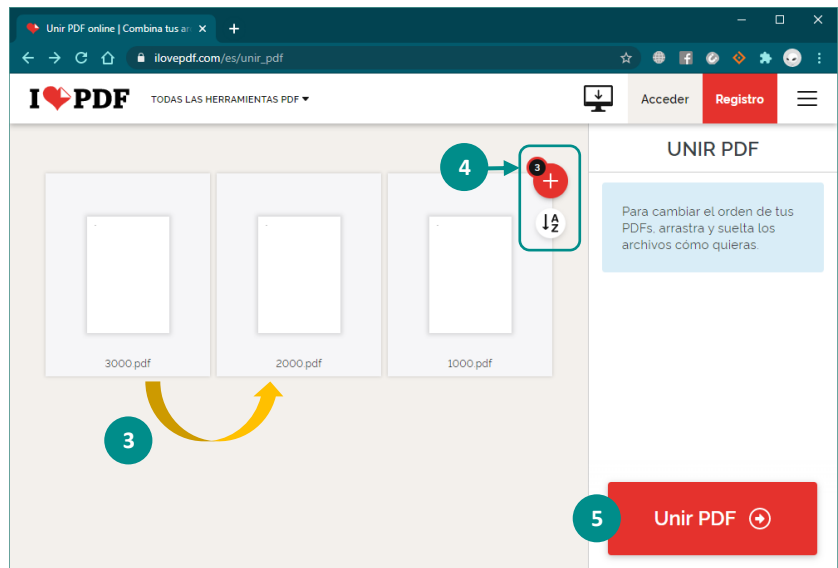 Unir PDF online | Combina tus ar
ilovepdf.com/es/unir_pdf
I PDF
TODAS LAS HERRAMIENTAS PDF
Acceder
Registro
4
3
A
Z
UNIR PDF
Para cambiar el orden de tus
PDFs, arrastra y suelta los
archivos cómo quieras.
3000.pdf
2000.pdf
1000.pdf
3
5
Unir PDF